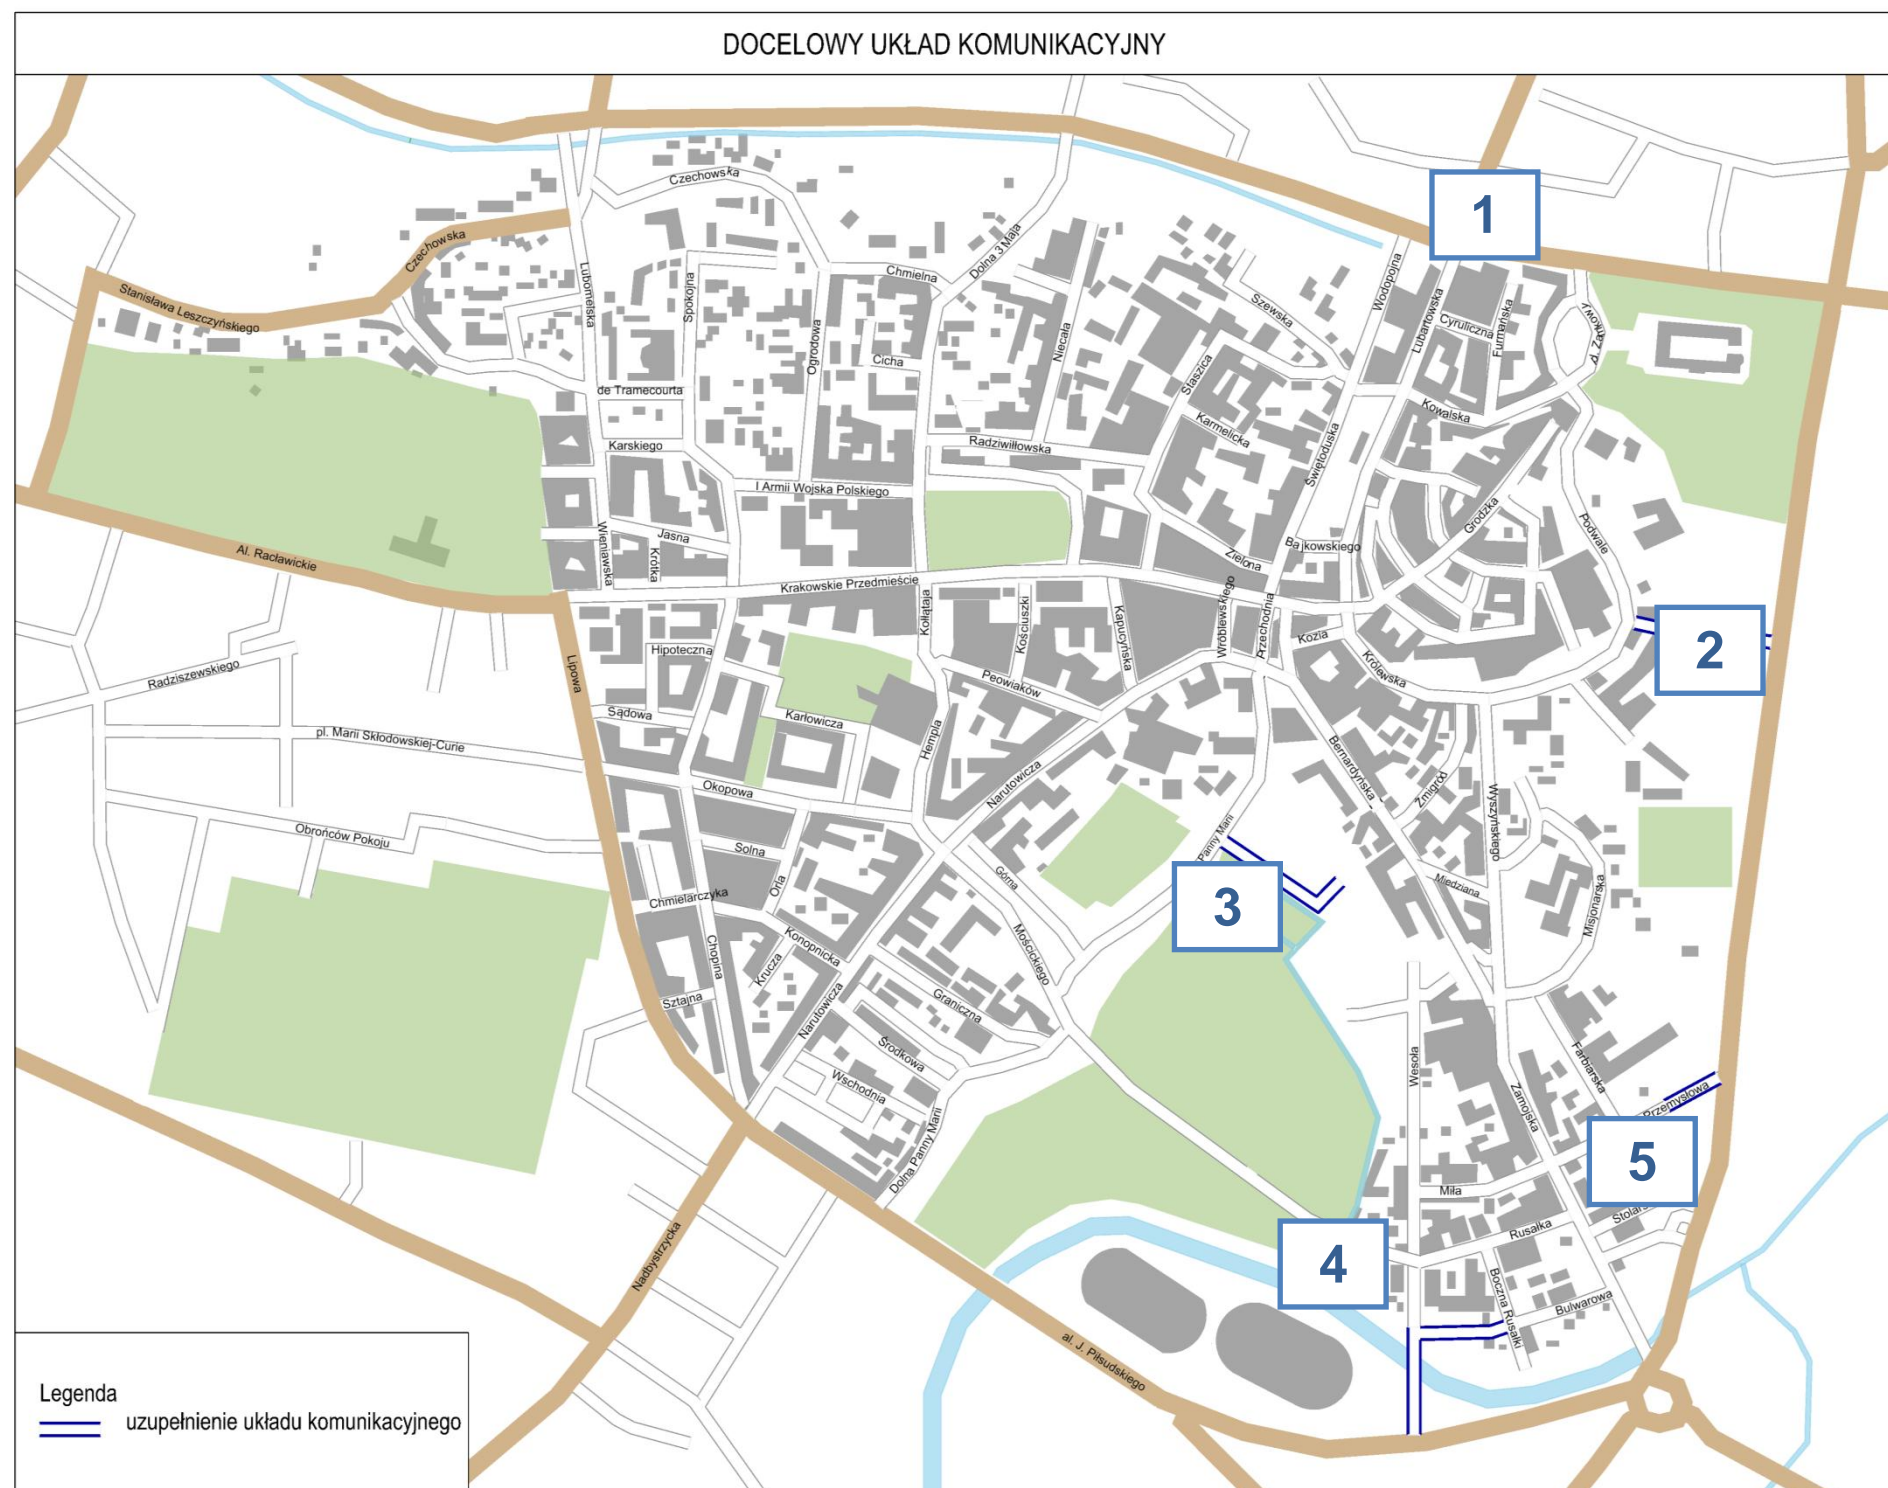 DOCELOWY UKŁAD KOMUNIKACYJNY
1
Czechowska
Czechowska
Stanisława Leszczyńskiego
Lubomelska
Spokojna
Chmielna
Dolna 3 Maja
Ogrodowa
Cicha
Niecała
Szewska
Wodopojna
Lubartowska
Cyruliczna
Furmańska
pl. Zamkowy
Staszica
Karmelicka
Kowalska
de Tramecourta
Karskiego
Radziwiłłowska
Świętoduska
I Armii Wojska Polskiego
Grodzka
Podwale
Wieniawska
Jasna
Krótka
Zielona
Bajkowskiego
Al. Racławickie
Krakowskie Przedmieście
Kołłątaja
Kościuszki
Kapucyńska
Wróblewskiego
Przechodnia
Kozia
Królewska
2
Lipowa
Hipoteczna
Radziszewskiego
Peowiaków
Sądowa
Karłowicza
Hempla
pl. Marii Skłodowskiej-Curie
Narutowicza
Bernardyńska
Żmigród
Wyszyńskiego
Okopowa
Obrońców Pokoju
Solna
Orla
Górna
Panny Marii
3
Miedziana
Misjonarska
Chmielarczyka
Chopina
Konopnicka
Krucza
Mościckiego
Sztajna
Narutowicza
Graniczna
Środkowa
Wschodnia
Dolna Panny Marii
Wesoła
Farbiarska
Zamojska
Przemysłowa
5
Miła
Rusałka
4
Nadbystrzycka
Boczna Rusałki
Bulwarowa
al. J. Piłsudskiego
Legenda
uzupełnienie układu komunikacyjnego